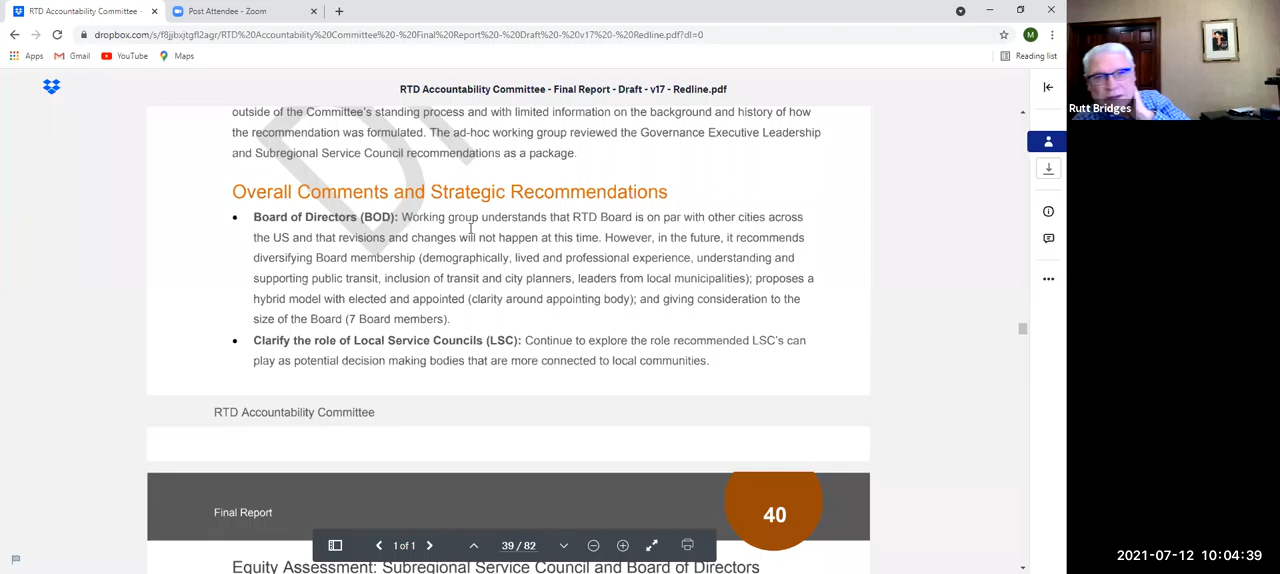 RTD Accountability Committee -
Post Attendee - Zoom
dropbox.com/s/f8jjbxjtgfl2agr/RTD%20Accountability%20Committee%20-%20Final%20Report%20-%20Draft%20-%20v17%20-%20Redline.pdf?dl=0
M
Apps
Gmail
YouTube
Maps
Reading list
RTD Accountability Committee - Final Report - Draft - v17 - Redline.pdf
outside of the Committee's standing process and with limited information on the background and history of how
the recommendation was formulated. The ad-hoc working group reviewed the Governance Executive Leadership
and Subregional Service Council recommendations as a package.
Overall Comments and Strategic Recommendations
• Board of Directors (BOD): Working group understands that RTD Board is on par with other cities across
the US and that revisions and changes will not happen at this time. However, in the future, it recommends
diversifying Board membership (demographically, lived and professional experience, understanding and
supporting public transit, inclusion of transit and city planners, leaders from local municipalities); proposes a
hybrid model with elected and appointed (clarity around appointing body); and giving consideration to the
size of the Board (7 Board members).
• Clarify the role of Local Service Councils (LSC): Continue to explore the role recommended LSC's can
play as potential decision making bodies that are more connected to local communities.
RTD Accountability Committee
Final Report
40
1 of 1
39 / 82
Equity Assessment: Subregional Service Council and Board of Directors
Rutt Bridges
2021-07-12 10:04:39